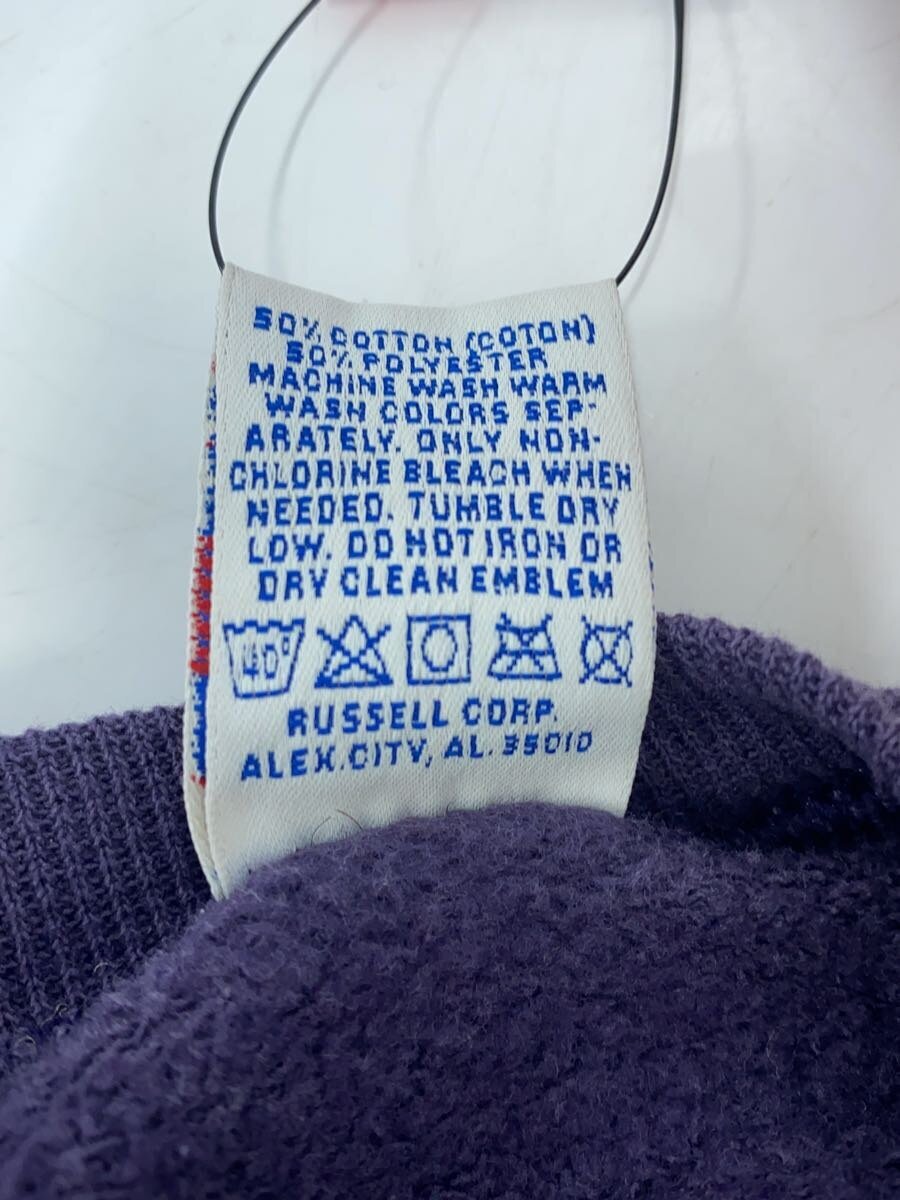 50% COTTON (COTON)
50% POLYESTER
MACHINE WASH WARM
WASH COLORS SEP-
ARATELY. ONLY NON-
CHLORINE BLEACH WHEN
NEEDED. TUMBLE DRY
LOW. DO NOT IRON OR
DRY CLEAN EMBLEM
40°
RUSSELL CORP.
ALEX.CITY, AL. 35010